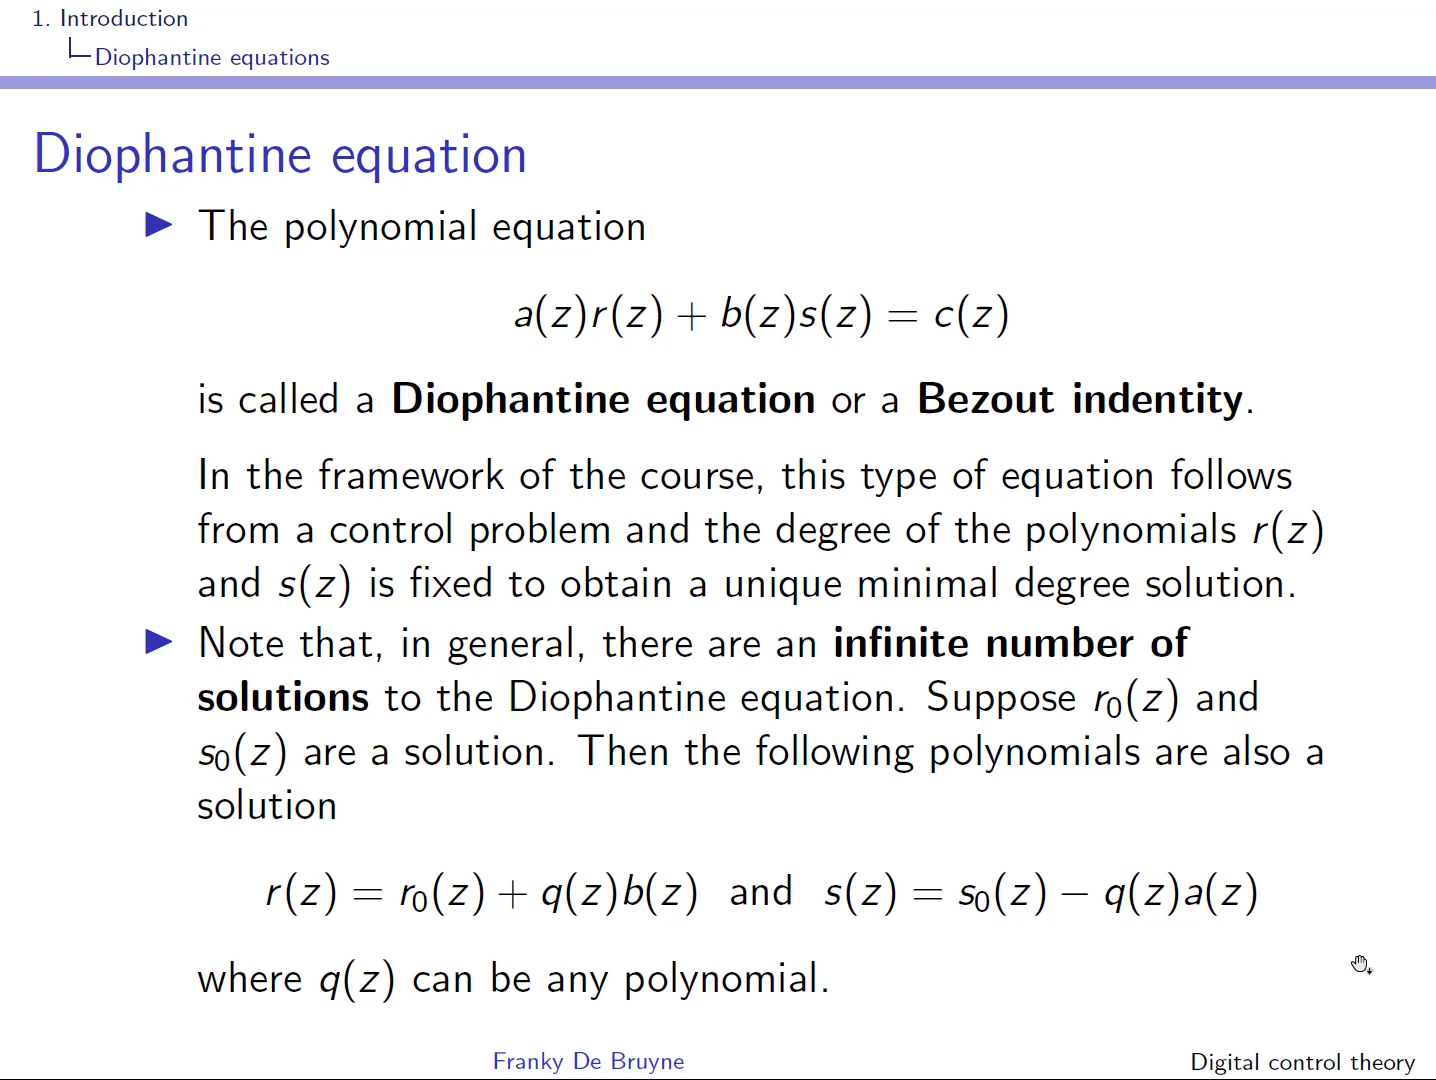 1. Introduction
Diophantine equations
Diophantine equation
▶ The polynomial equation
a(z)r(z) + b(z)s(z) = c(z)
is called a Diophantine equation or a Bezout indentity.
In the framework of the course, this type of equation follows
from a control problem and the degree of the polynomials r(z)
and s(z) is fixed to obtain a unique minimal degree solution.
▶ Note that, in general, there are an infinite number of
solutions to the Diophantine equation. Suppose r₀(z) and
s₀(z) are a solution. Then the following polynomials are also a
solution
r(z) = r₀(z) + q(z)b(z) and s(z) = s₀(z) − q(z)a(z)
where q(z) can be any polynomial.
Franky De Bruyne
Digital control theory